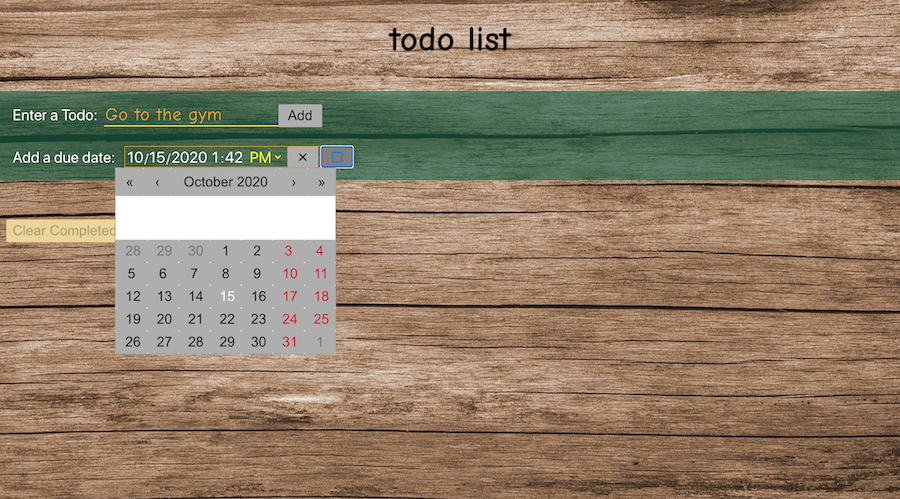 todo list
Enter a Todo: Go to the gym Add
Add a due date: 10/15/2020 1:42 PM ×
« ‹ October 2020 › »
Clear Completed
28 29 30 1 2 3 4
5 6 7 8 9 10 11
12 13 14 15 16 17 18
19 20 21 22 23 24 25
26 27 28 29 30 31 1